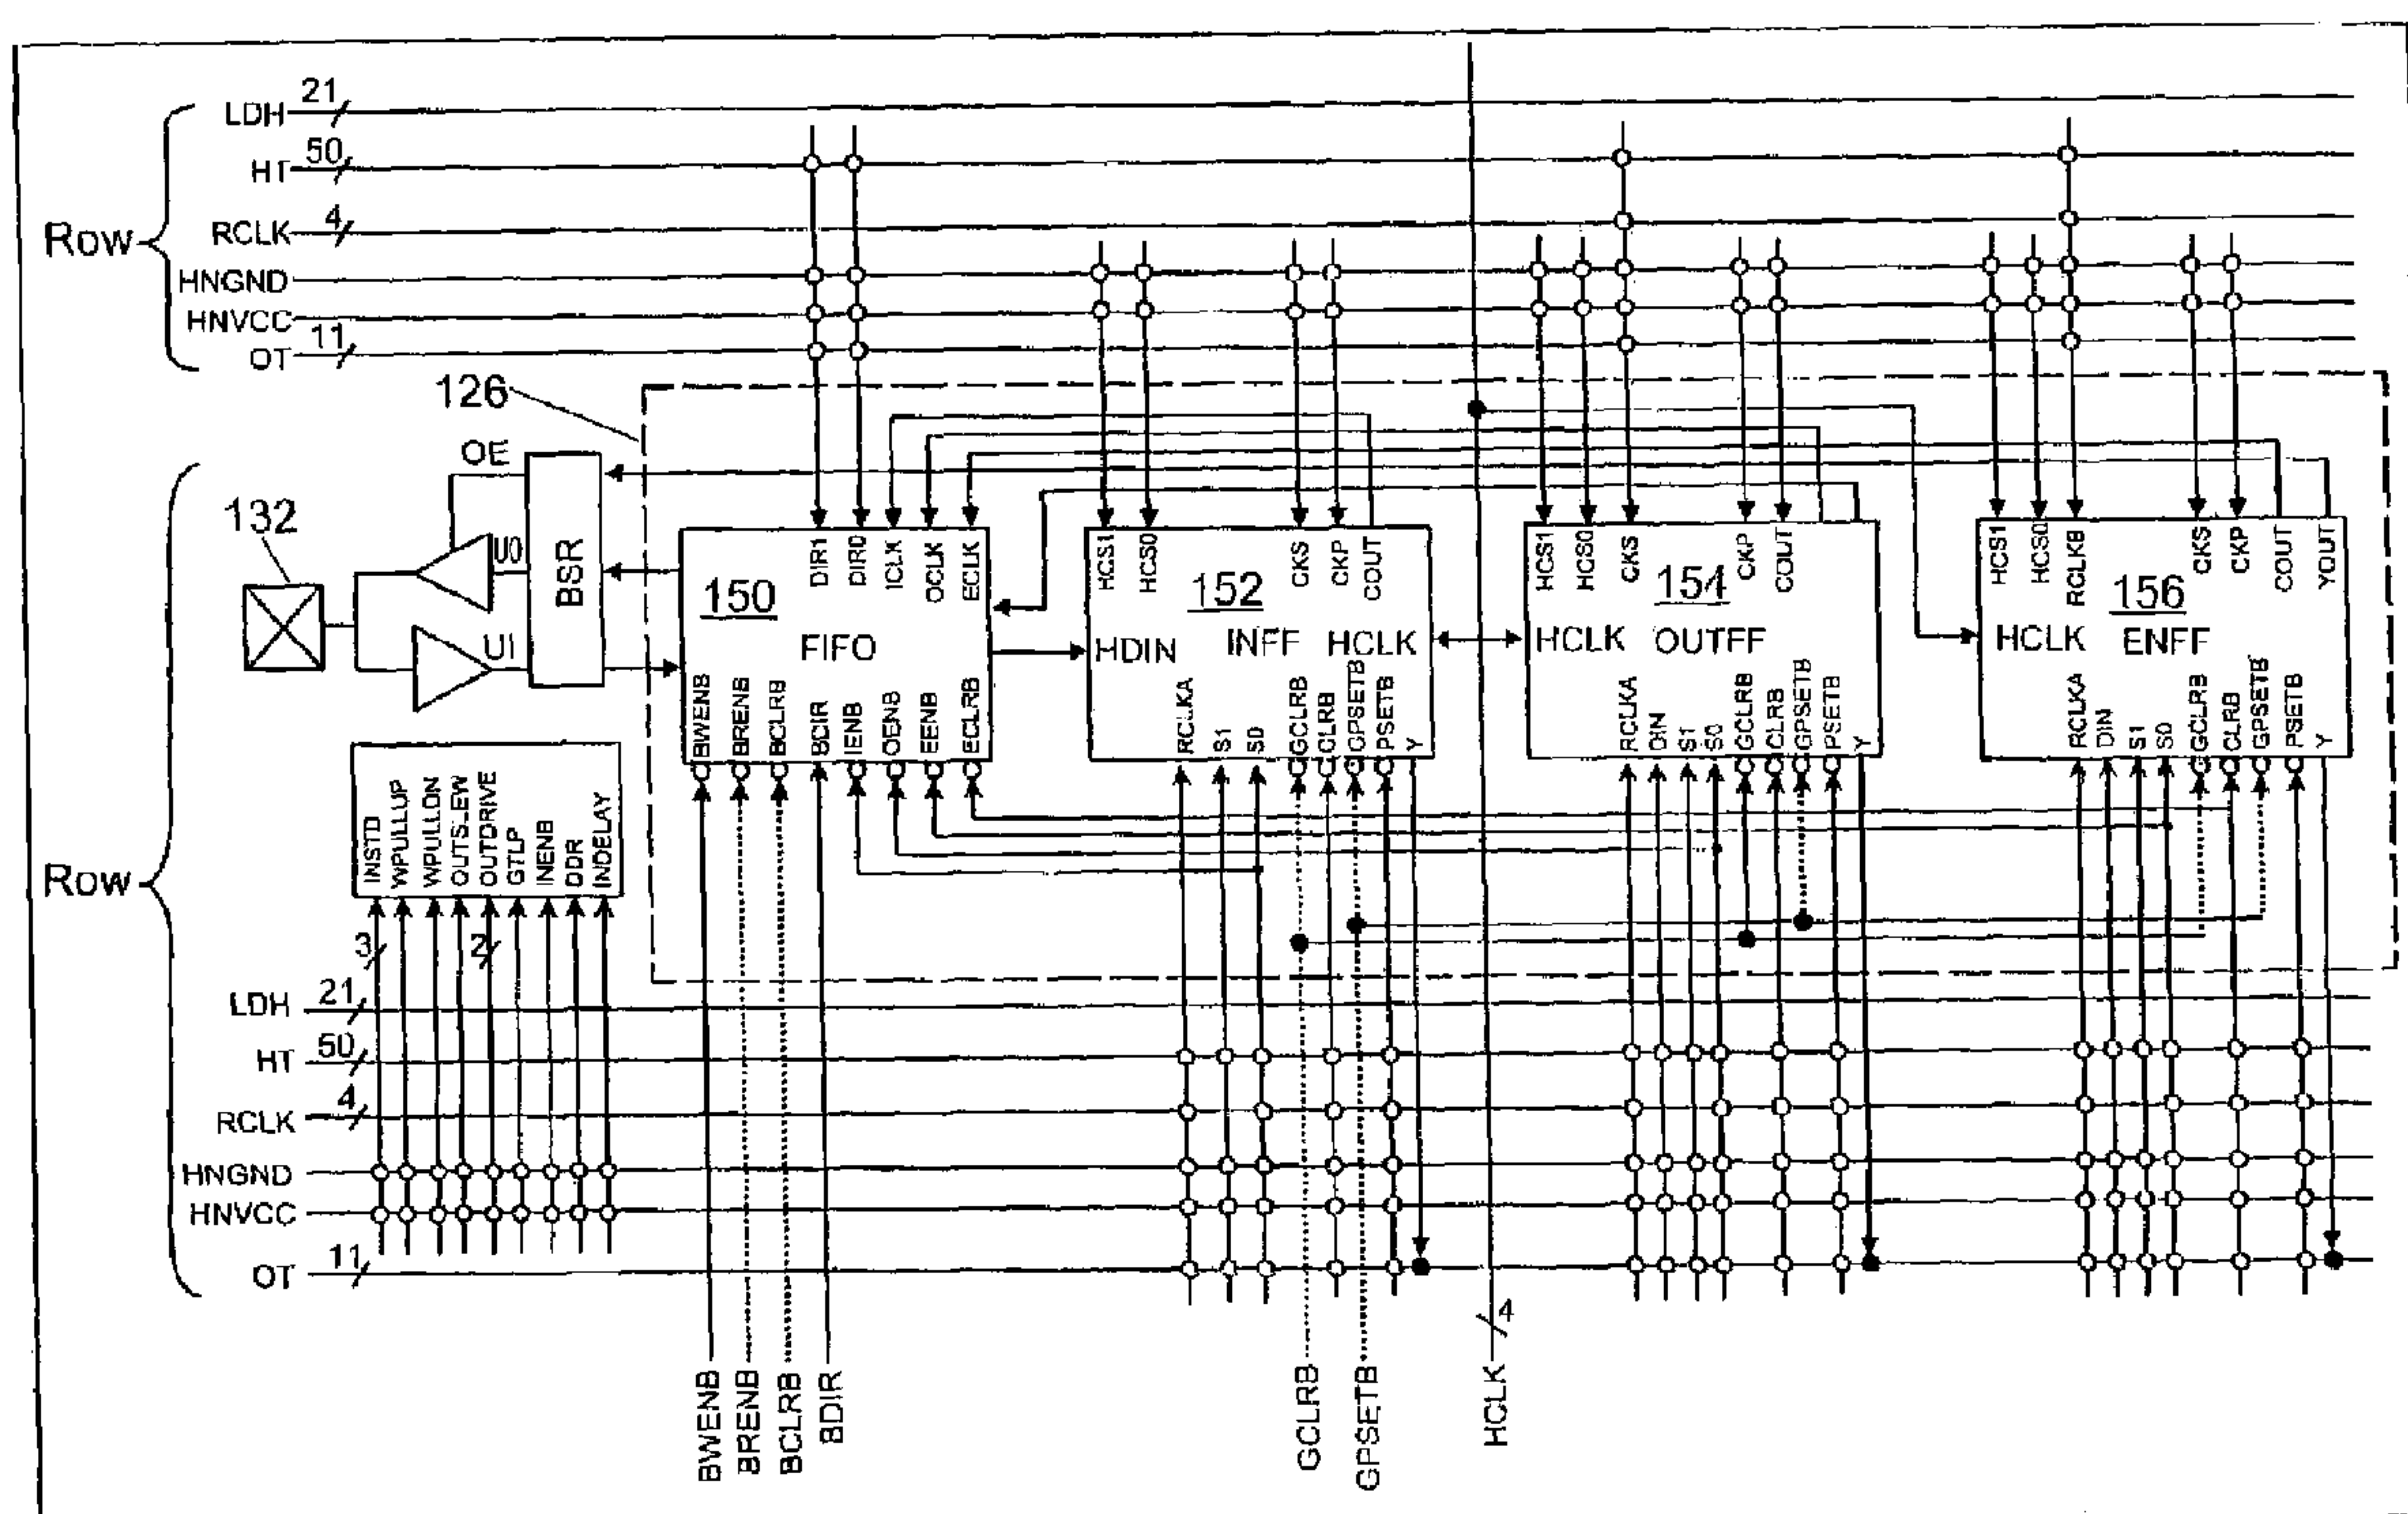 LDH 21
HT 50
RCLK 4
HNGND
HNVCC
OT 11
Row
126
OE
132
U0
UI
BSR
DIR1
DIR0
ICLK
OCLK
ECLK
150
FIFO
BWENB
BRENB
BCLRB
BCIR
IENB
OENB
EENB
ECLRB
HCS1
HCS0
CKS
CKP
COUT
152
HDIN INFF HCLK
RCLKA
S1
S0
GCLRB
CLRB
GPSETB
PSETB
Y
HCS1
HCS0
CKS
CKP
COUT
154
HCLK OUTFF
RCLKA
DIN
S1
S0
GCLRB
CLRB
GPSETB
PSETB
Y
HCS1
HCS0
RCLKB
CKS
CKP
COUT
YOUT
156
HCLK ENFF
RCLKA
DIN
S1
S0
GCLRB
CLRB
GPSETB
PSETB
Y
Row
INSTD
WPULLUP
WPULLDN
OUTSLEW
OUTDRIVE
GTLP
INENB
DDR
INDELAY
3
2
LDH 21
HT 50
RCLK 4
HNGND
HNVCC
OT 11
BWENB
BRENB
BCLRB
BDIR
GCLRB
GPSETB
HCLK
4